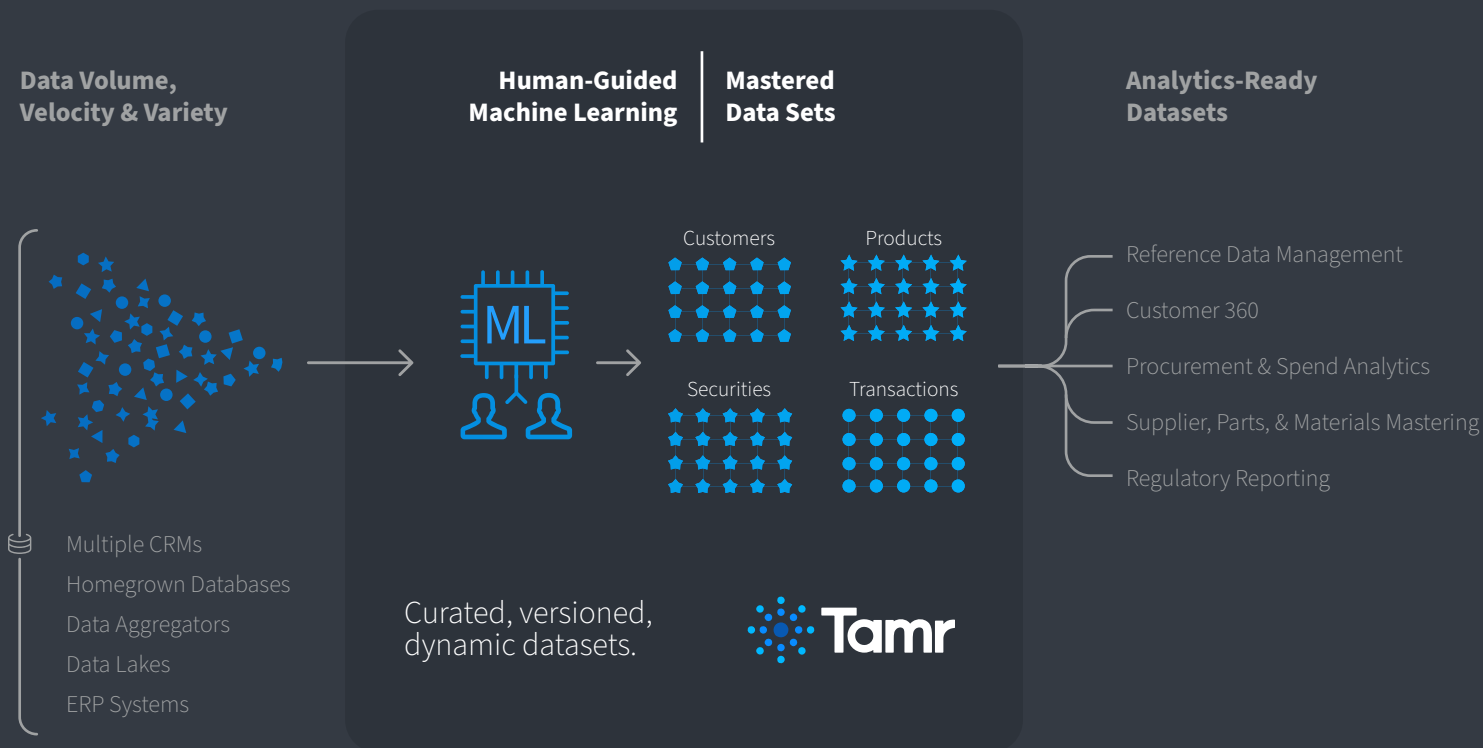 Data Volume,
Velocity & Variety
Human-Guided
Machine Learning
Mastered
Data Sets
Analytics-Ready
Datasets
ML
Customers
Products
Securities
Transactions
Reference Data Management
Customer 360
Procurement & Spend Analytics
Supplier, Parts, & Materials Mastering
Regulatory Reporting
Multiple CRMs
Homegrown Databases
Data Aggregators
Data Lakes
ERP Systems
Curated, versioned,
dynamic datasets.
Tamr